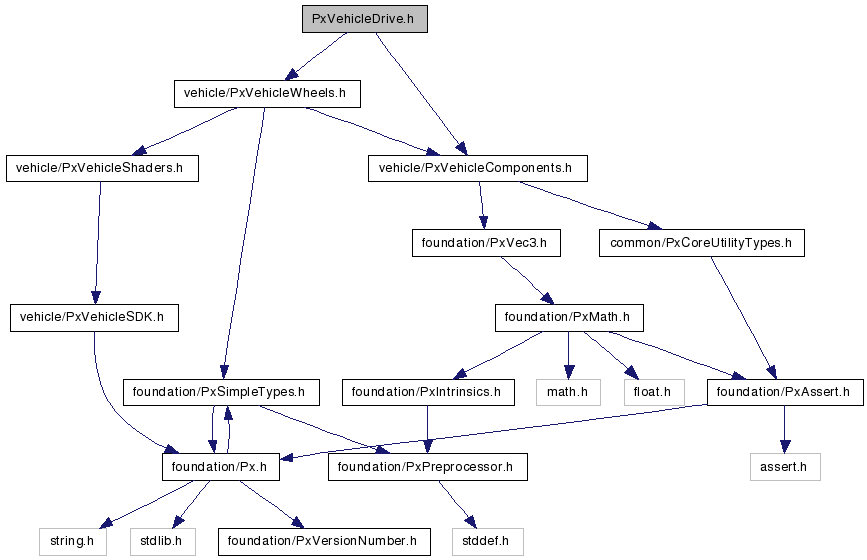 PxVehicleDrive.h
vehicle/PxVehicleWheels.h
vehicle/PxVehicleShaders.h
vehicle/PxVehicleComponents.h
foundation/PxVec3.h
common/PxCoreUtilityTypes.h
vehicle/PxVehicleSDK.h
foundation/PxMath.h
foundation/PxSimpleTypes.h
foundation/PxIntrinsics.h
math.h
float.h
foundation/PxAssert.h
foundation/Px.h
foundation/PxPreprocessor.h
assert.h
string.h
stdlib.h
foundation/PxVersionNumber.h
stddef.h